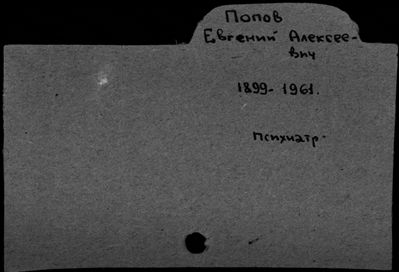 Попов
Евгений Алексее-
вич
1899-1961.
психиатр.